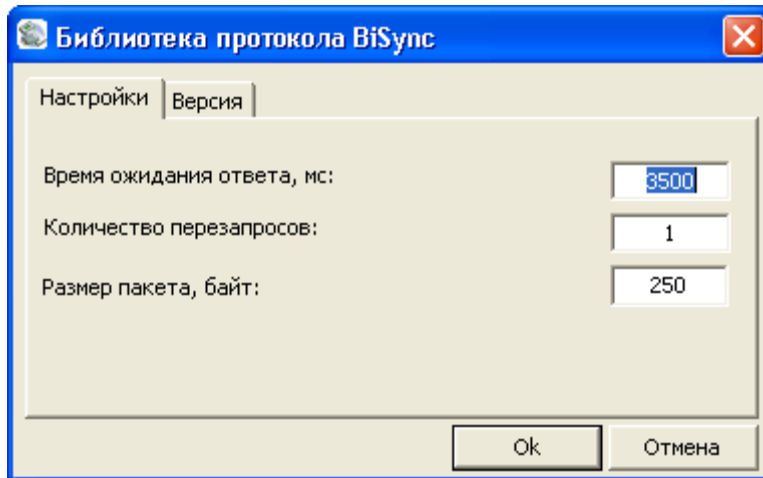 Библиотека протокола BiSync
Настройки Версия
Время ожидания ответа, мс: 3500
Количество перезапросов: 1
Размер пакета, байт: 250
Ok Отмена